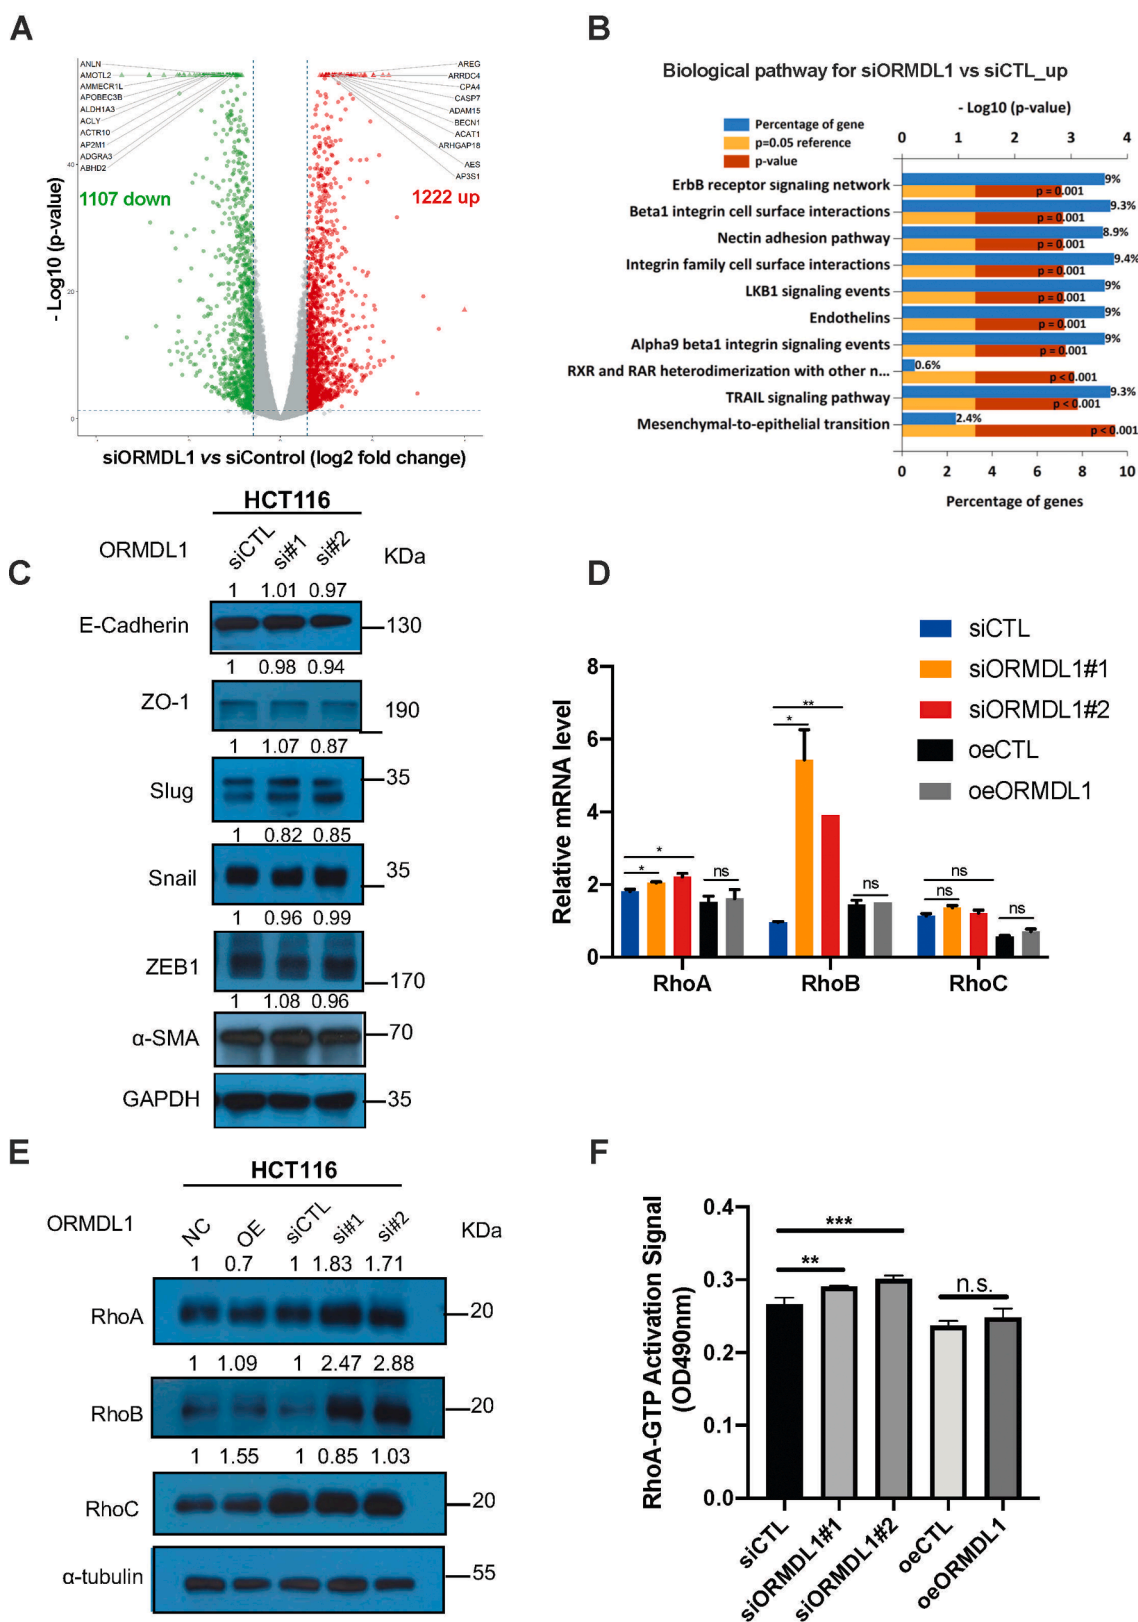 A
ANLN
AMOTL2
AMMECR1L
APOBEC3B
ALDH1A3
ACLY
ACTR10
AP2M1
ADGRA3
ABHD2
AREG
ARRDC4
CPA4
CASP7
ADAM15
BECN1
ACAT1
ARHGAP18
AES
AP3S1
1107 down
1222 up
- Log10 (p-value)
40
20
0
siORMDL1 vs siControl (log2 fold change)
B
Biological pathway for siORMDL1 vs siCTL_up
- Log10 (p-value)
0 1 2 3 4
Percentage of gene
p=0.05 reference
p-value
ErbB receptor signaling network 9%
p = 0.001
Beta1 integrin cell surface interactions 9.3%
p = 0.001
Nectin adhesion pathway 8.9%
p = 0.001
Integrin family cell surface interactions 9.4%
p = 0.001
LKB1 signaling events 9%
p = 0.001
Endothelins 9%
p = 0.001
Alpha9 beta1 integrin signaling events 9%
p = 0.001
RXR and RAR heterodimerization with other n... 0.6%
p < 0.001
TRAIL signaling pathway 9.3%
p < 0.001
Mesenchymal-to-epithelial transition 2.4%
p < 0.001
0 2 4 6 8 10
Percentage of genes
C
HCT116
ORMDL1 siCTL si#1 si#2 KDa
1 1.01 0.97
E-Cadherin 130
1 0.98 0.94
ZO-1 190
1 1.07 0.87
Slug 35
1 0.82 0.85
Snail 35
1 0.96 0.99
ZEB1 170
1 1.08 0.96
α-SMA 70
GAPDH 35
D
siCTL
siORMDL1#1
siORMDL1#2
oeCTL
oeORMDL1
Relative mRNA level
8
6
4
2
0
* * ns
* ** ns
ns ns ns
RhoA RhoB RhoC
E
HCT116
ORMDL1 NC OE siCTL si#1 si#2 KDa
1 0.7 1 1.83 1.71
RhoA 20
1 1.09 1 2.47 2.88
RhoB 20
1 1.55 1 0.85 1.03
RhoC 20
α-tubulin 55
F
RhoA-GTP Activation Signal
(OD490nm)
0.4
0.3
0.2
0.1
0.0
***
**
n.s.
siCTL
siORMDL1#1
siORMDL1#2
oeCTL
oeORMDL1